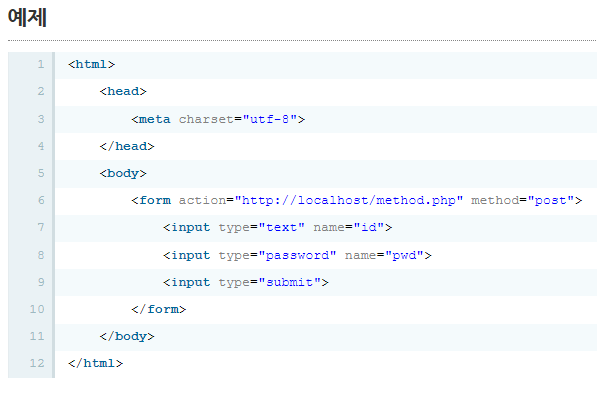 예제
1 <html>
2     <head>
3         <meta charset="utf-8">
4     </head>
5     <body>
6         <form action="http://localhost/method.php" method="post">
7             <input type="text" name="id">
8             <input type="password" name="pwd">
9             <input type="submit">
10         </form>
11     </body>
12 </html>